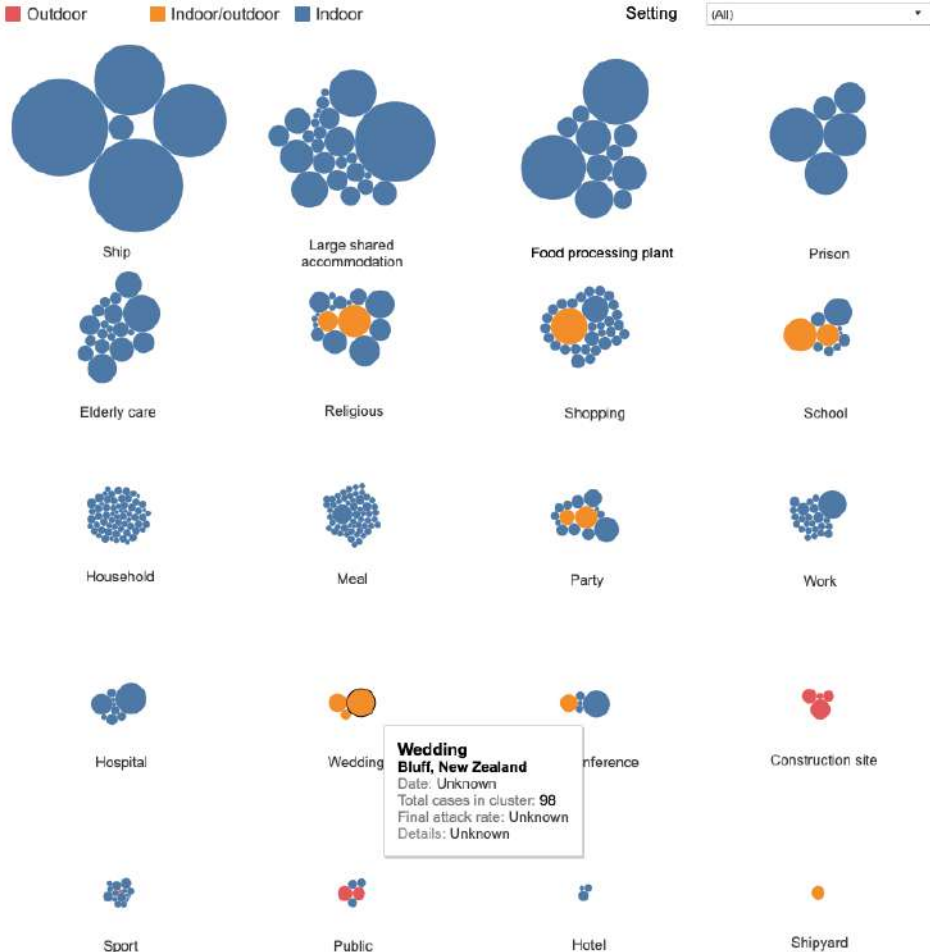 Outdoor Indoor/outdoor Indoor Setting (All)
Ship
Large shared
accommodation
Food processing plant
Prison
Elderly care
Religious
Shopping
School
Household
Meal
Party
Work
Hospital
Wedding
nference
Construction site
Wedding
Bluff, New Zealand
Date: Unknown
Total cases in cluster: 98
Final attack rate: Unknown
Details: Unknown
Sport
Public
Hotel
Shipyard